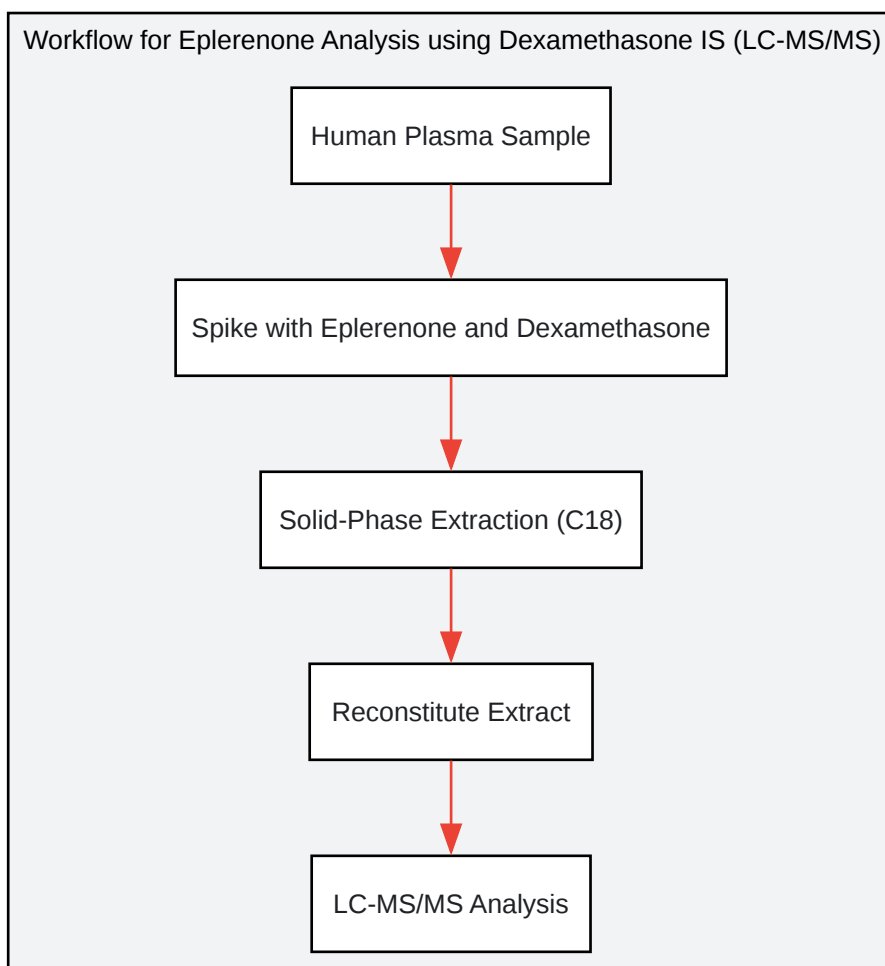 Workflow for Eplerenone Analysis using Dexamethasone IS (LC-MS/MS)
Human Plasma Sample
Spike with Eplerenone and Dexamethasone
Solid-Phase Extraction (C18)
Reconstitute Extract
LC-MS/MS Analysis